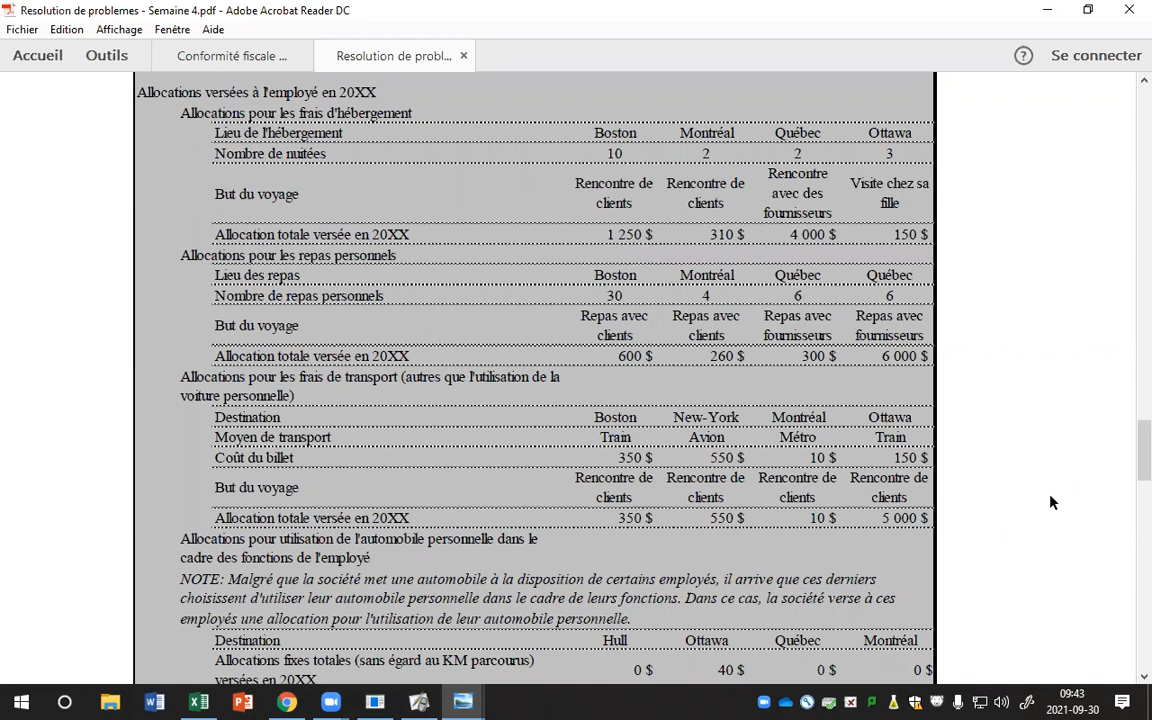 Resolution de problemes - Semaine 4.pdf - Adobe Acrobat Reader DC
Fichier Edition Affichage Fenêtre Aide
Accueil Outils Conformité fiscale ... Resolution de probl... × ? Se connecter
Allocations versées à l'employé en 20XX
Allocations pour les frais d'hébergement
Lieu de l'hébergement Boston Montréal Québec Ottawa
Nombre de nuitées 10 2 2 3
But du voyage Rencontre de clients Rencontre de clients Rencontre avec des fournisseurs Visite chez sa fille
Allocation totale versée en 20XX 1 250 $ 310 $ 4 000 $ 150 $
Allocations pour les repas personnels
Lieu des repas Boston Montréal Québec Québec
Nombre de repas personnels 30 4 6 6
But du voyage Repas avec clients Repas avec clients Repas avec fournisseurs Repas avec fournisseurs
Allocation totale versée en 20XX 600 $ 260 $ 300 $ 6 000 $
Allocations pour les frais de transport (autres que l'utilisation de la
voiture personnelle)
Destination Boston New-York Montréal Ottawa
Moyen de transport Train Avion Métro Train
Coût du billet 350 $ 550 $ 10 $ 150 $
But du voyage Rencontre de clients Rencontre de clients Rencontre de clients Rencontre de clients
Allocation totale versée en 20XX 350 $ 550 $ 10 $ 5 000 $
Allocations pour utilisation de l'automobile personnelle dans le
cadre des fonctions de l'employé
NOTE: Malgré que la société met une automobile à la disposition de certains employés, il arrive que ces derniers
choisissent d'utiliser leur automobile personnelle dans le cadre de leurs fonctions. Dans ce cas, la société verse à ces
employés une allocation pour l'utilisation de leur automobile personnelle.
Destination Hull Ottawa Québec Montréal
Allocations fixes totales (sans égard au KM parcourus)
versées en 20XX 0 $ 40 $ 0 $ 0 $
09:43
2021-09-30